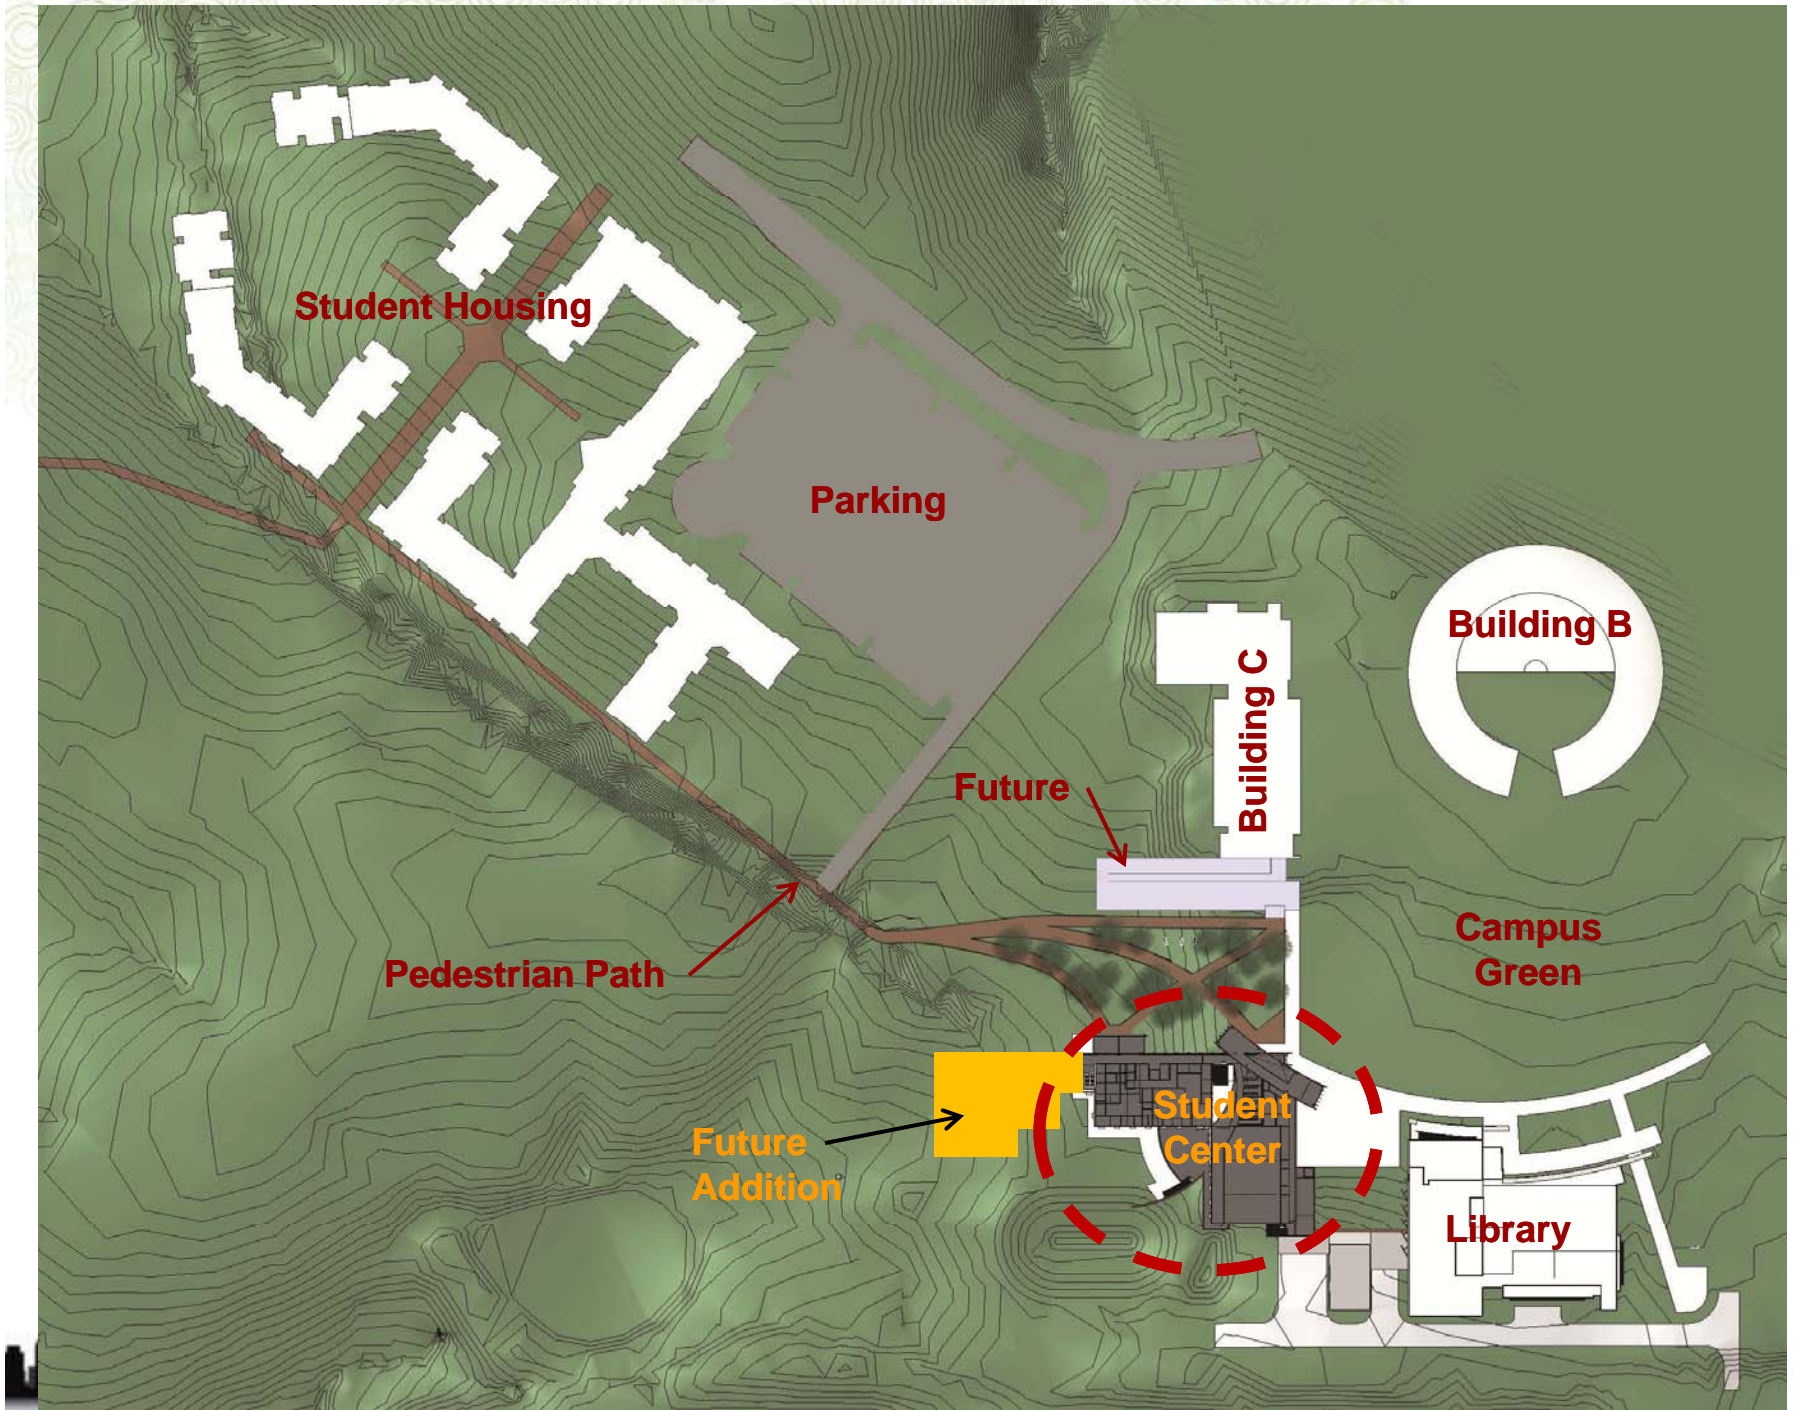 Student Housing
Parking
Building B
Building C
Future
Campus
Green
Pedestrian Path
Student
Center
Future
Addition
Library